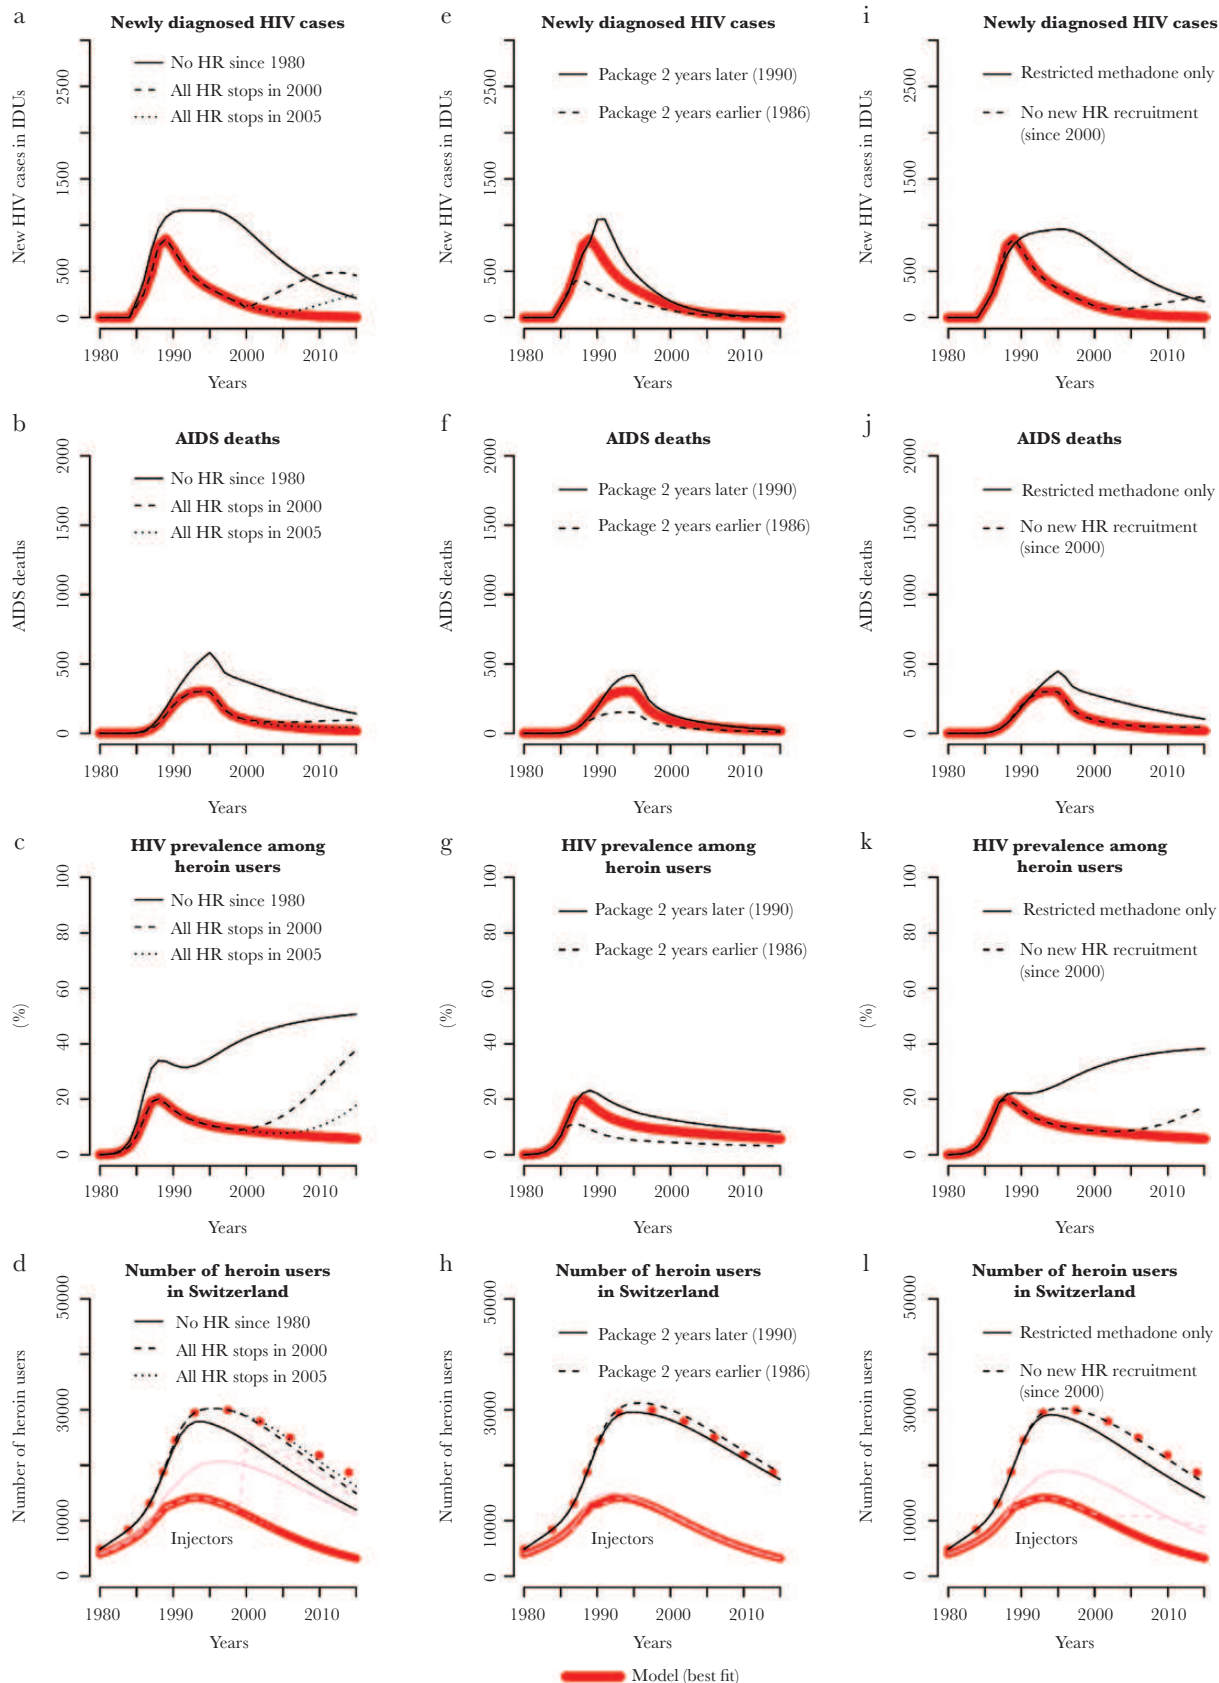 a
Newly diagnosed HIV cases
No HR since 1980
All HR stops in 2000
All HR stops in 2005
New HIV cases in IDUs
2500
1500
500
0
1980 1990 2000 2010
Years
e
Newly diagnosed HIV cases
Package 2 years later (1990)
Package 2 years earlier (1986)
New HIV cases in IDUs
2500
1500
500
0
1980 1990 2000 2010
Years
i
Newly diagnosed HIV cases
Restricted methadone only
No new HR recruitment
(since 2000)
New HIV cases in IDUs
2500
1500
500
0
1980 1990 2000 2010
Years
b
AIDS deaths
No HR since 1980
All HR stops in 2000
All HR stops in 2005
AIDS deaths
2000
1500
1000
500
0
1980 1990 2000 2010
Years
f
AIDS deaths
Package 2 years later (1990)
Package 2 years earlier (1986)
AIDS deaths
2000
1500
1000
500
0
1980 1990 2000 2010
Years
j
AIDS deaths
Restricted methadone only
No new HR recruitment
(since 2000)
AIDS deaths
2000
1500
1000
500
0
1980 1990 2000 2010
Years
c
HIV prevalence among
heroin users
No HR since 1980
All HR stops in 2000
All HR stops in 2005
(%)
100
80
60
40
20
0
1980 1990 2000 2010
Years
g
HIV prevalence among
heroin users
Package 2 years later (1990)
Package 2 years earlier (1986)
(%)
100
80
60
40
20
0
1980 1990 2000 2010
Years
k
HIV prevalence among
heroin users
Restricted methadone only
No new HR recruitment
(since 2000)
(%)
100
80
60
40
20
0
1980 1990 2000 2010
Years
d
Number of heroin users
in Switzerland
No HR since 1980
All HR stops in 2000
All HR stops in 2005
Number of heroin users
50000
30000
10000
0
Injectors
1980 1990 2000 2010
Years
h
Number of heroin users
in Switzerland
Package 2 years later (1990)
Package 2 years earlier (1986)
Number of heroin users
50000
30000
10000
0
Injectors
1980 1990 2000 2010
Years
l
Number of heroin users
in Switzerland
Restricted methadone only
No new HR recruitment
(since 2000)
Number of heroin users
50000
30000
10000
0
Injectors
1980 1990 2000 2010
Years
Model (best fit)